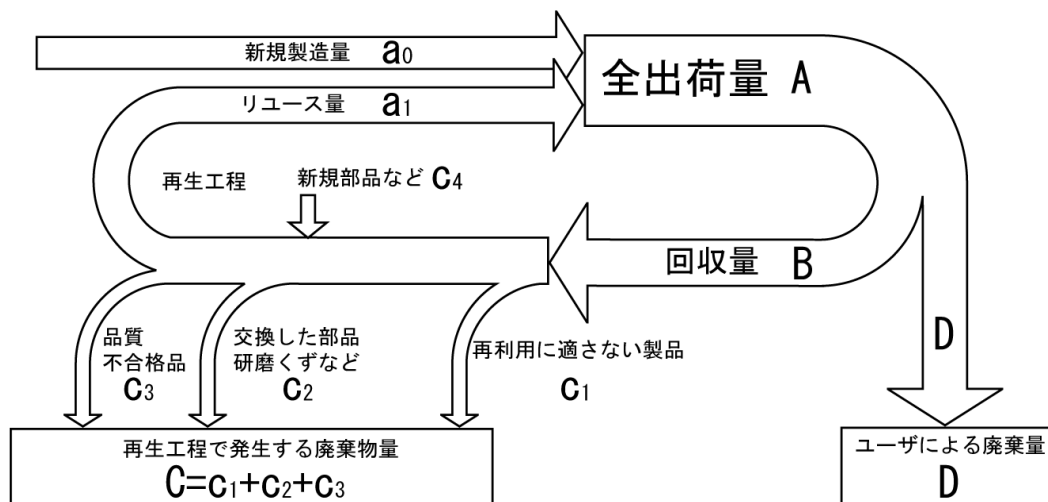 新規製造量 a0
全出荷量 A
リユース量 a1
再生工程
新規部品など c4
回収量 B
品質
不合格品
c3
交換した部品
研磨くずなど
c2
再利用に適さない製品
c1
D
再生工程で発生する廃棄物量
C=c1+c2+c3
ユーザによる廃棄量
D